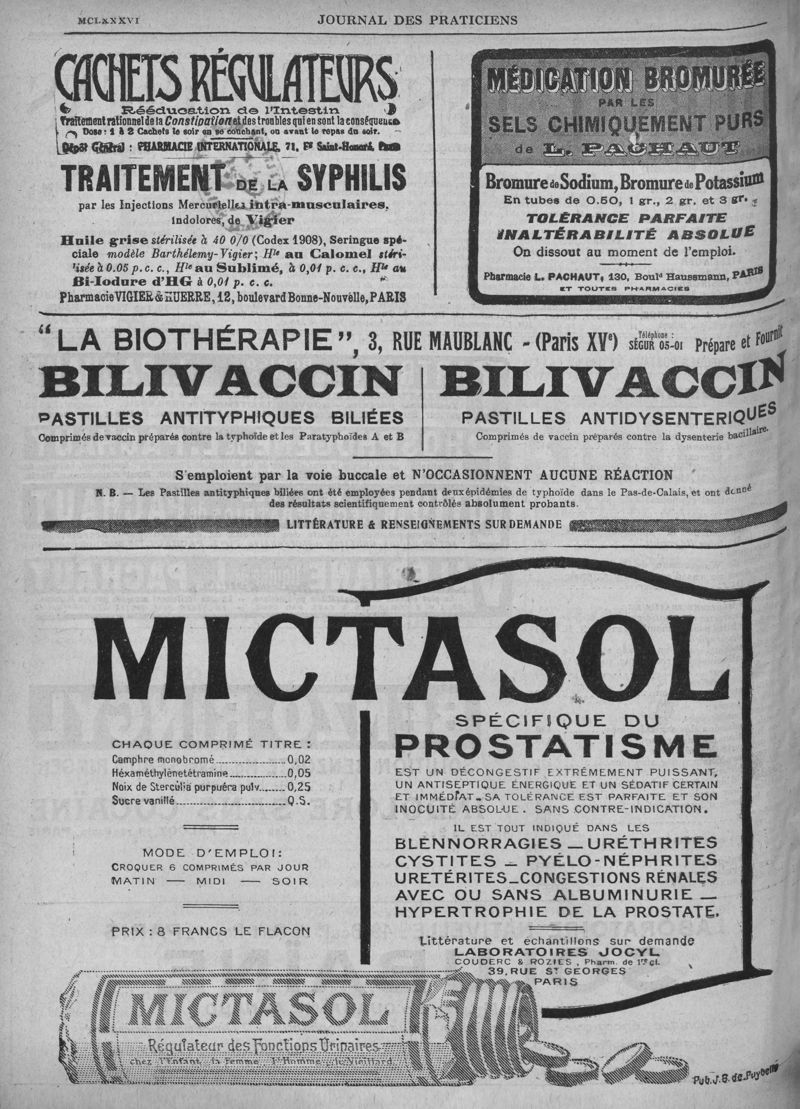 JOURNAL DES PRATICIENS
CACHETS RÉGULATEURS
Rééducation de l'Intestin
Traitement rationnel de la Constipation et des troubles qui en sont la conséquence
Dose : 1 à 2 Cachets le soir en se couchant, ou avant le repas du soir.
Dépôt Général : PHARMACIE INTERNATIONALE, 71, Fg Saint-Honoré, Paris
TRAITEMENT DE LA SYPHILIS
par les Injections Mercurielles intra-musculaires,
indolores, de Vigier
Huile grise stérilisée à 40 0/0 (Codex 1908), Seringue spé-
ciale modèle Barthélemy-Vigier; Hle au Calomel stéri-
lisée à 0.05 p. c. c., Hle au Sublimé, à 0,01 p. c. c., Hle au
Bi-Iodure d'HG à 0,01 p. c. c.
Pharmacie VIGIER & HUERRE, 12, boulevard Bonne-Nouvelle, PARIS
MÉDICATION BROMURÉE
PAR LES
SELS CHIMIQUEMENT PURS
de L. PACHAUT
Bromure de Sodium, Bromure de Potassium
En tubes de 0.50, 1 gr., 2 gr. et 3 gr.
TOLÉRANCE PARFAITE
INALTÉRABILITÉ ABSOLUE
On dissout au moment de l'emploi.
Pharmacie L. PACHAUT, 130, Bould Haussmann, PARIS
ET TOUTES PHARMACIES
"LA BIOTHÉRAPIE", 3, RUE MAUBLANC - (Paris XVe) Téléphone : SÉGUR 05-01 Prépare et Fournit
BILIVACCIN
PASTILLES ANTITYPHIQUES BILIÉES
Comprimés de vaccin préparés contre la typhoïde et les Paratyphoïdes A et B
BILIVACCIN
PASTILLES ANTIDYSENTERIQUES
Comprimés de vaccin préparés contre la dysenterie bacillaire.
S'emploient par la voie buccale et N'OCCASIONNENT AUCUNE RÉACTION
N. B. — Les Pastilles antityphiques biliées ont été employées pendant deux épidémies de typhoïde dans le Pas-de-Calais, et ont donné
des résultats scientifiquement contrôlés absolument probants.
LITTÉRATURE & RENSEIGNEMENTS SUR DEMANDE
MICTASOL
CHAQUE COMPRIMÉ TITRE :
Camphre monobromé 0,02
Héxaméthylènetétramine 0,05
Noix de Sterculia purpuéra pulv. 0,25
Sucre vanillé Q.S.
MODE D'EMPLOI:
CROQUER 6 COMPRIMÉS PAR JOUR
MATIN — MIDI — SOIR
PRIX : 8 FRANCS LE FLACON
SPÉCIFIQUE DU
PROSTATISME
EST UN DÉCONGESTIF EXTRÊMEMENT PUISSANT,
UN ANTISEPTIQUE ÉNERGIQUE ET UN SÉDATIF CERTAIN
ET IMMÉDIAT. SA TOLÉRANCE EST PARFAITE ET SON
INOCUITÉ ABSOLUE. SANS CONTRE-INDICATION.
IL EST TOUT INDIQUÉ DANS LES
BLENNORRAGIES — URÉTHRITES
CYSTITES — PYÉLO-NÉPHRITES
URETÉRITES — CONGESTIONS RÉNALES
AVEC OU SANS ALBUMINURIE —
HYPERTROPHIE DE LA PROSTATE.
Littérature et échantillons sur demande
LABORATOIRES JOCYL
COUDERC & ROZIÈS, Pharm. de 1re cl.
39, RUE St GEORGES
PARIS
MICTASOL
Régulateur des Fonctions Urinaires
chez l'Enfant, la Femme, l'Homme, le Vieillard
Pub. J. B. de